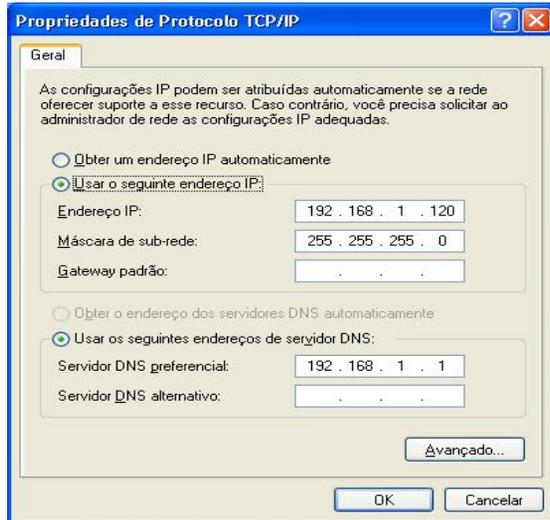 Propriedades de Protocolo TCP/IP
Geral
As configurações IP podem ser atribuídas automaticamente se a rede
oferecer suporte a esse recurso. Caso contrário, você precisa solicitar ao
administrador de rede as configurações IP adequadas.
Obter um endereço IP automaticamente
Usar o seguinte endereço IP:
Endereço IP: 192 . 168 . 1 . 120
Máscara de sub-rede: 255 . 255 . 255 . 0
Gateway padrão: . . .
Obter o endereço dos servidores DNS automaticamente
Usar os seguintes endereços de servidor DNS:
Servidor DNS preferencial: 192 . 168 . 1 . 1
Servidor DNS alternativo: . . .
Avançado...
OK Cancelar